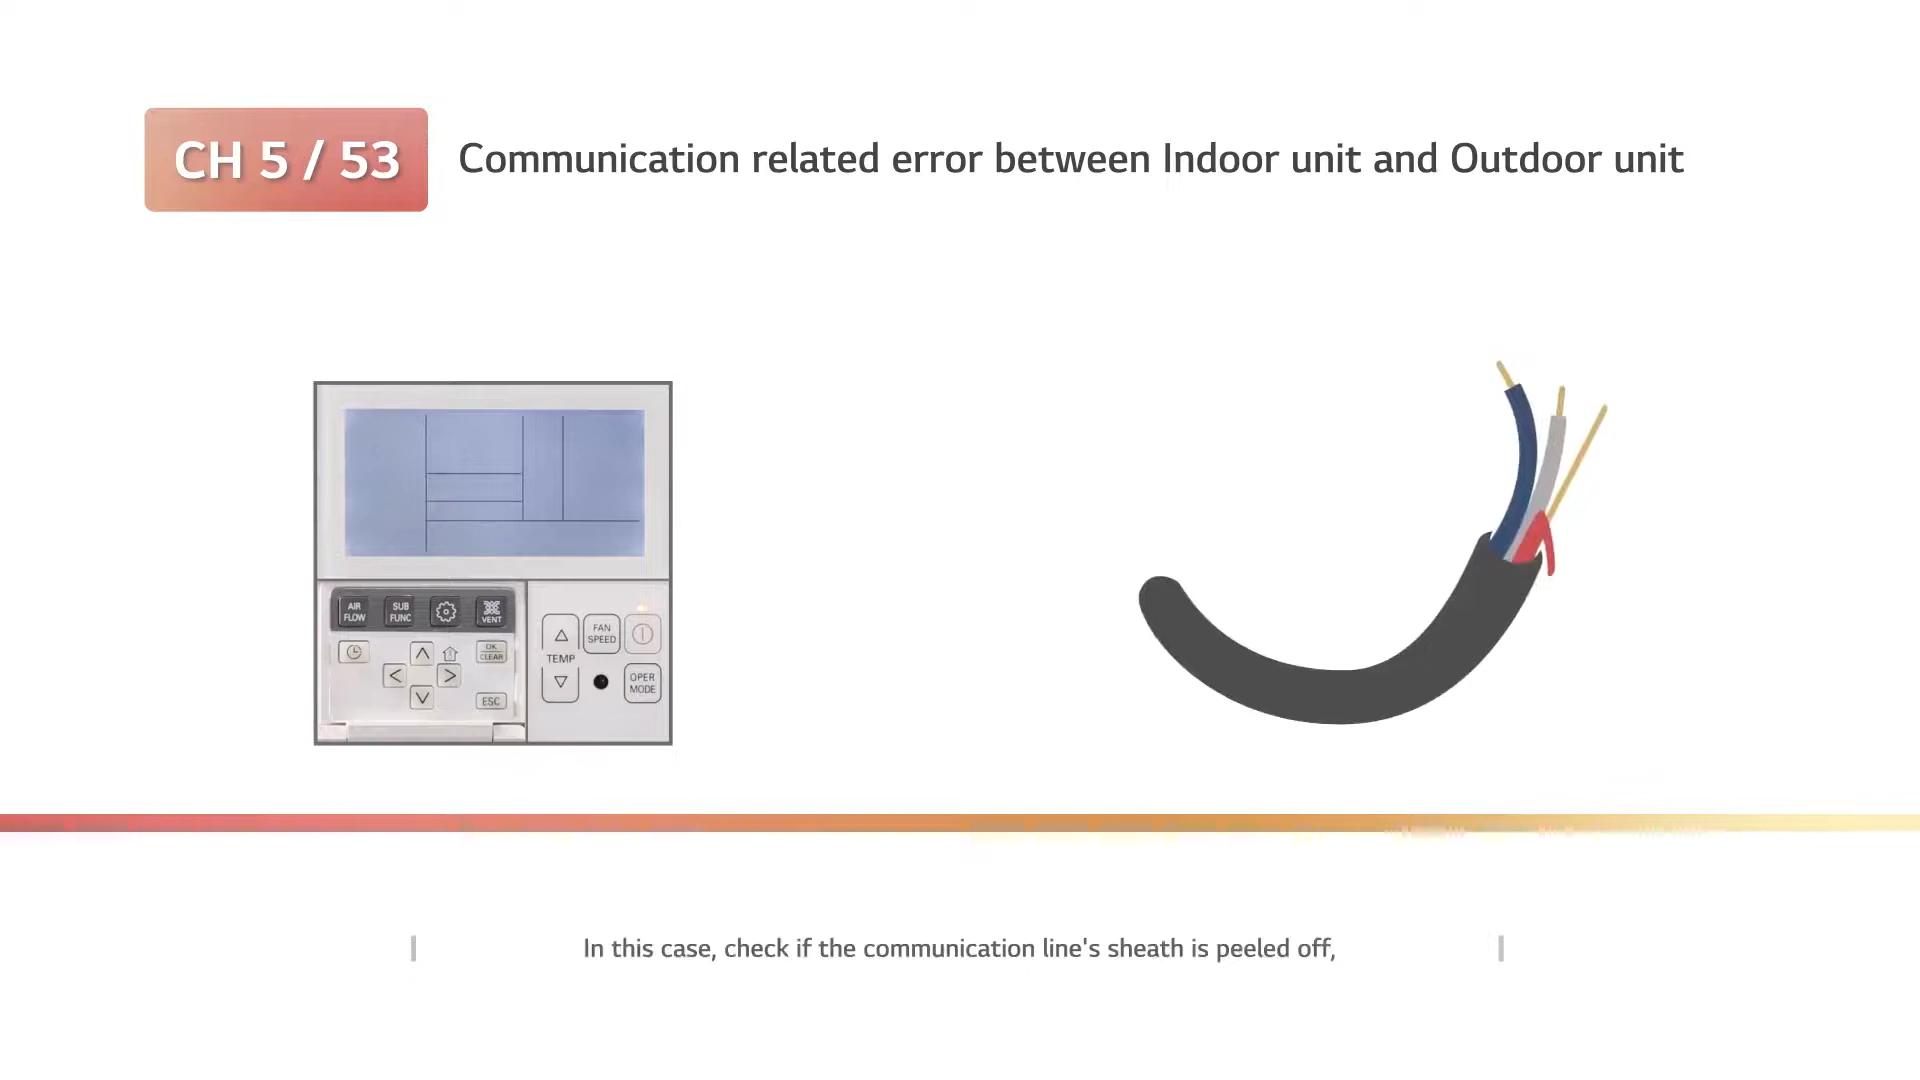 CH 5 / 53
Communication related error between Indoor unit and Outdoor unit
AIR FLOW
SUB FUNC
VENT
OK
CLEAR
ESC
TEMP
FAN SPEED
OPER MODE
In this case, check if the communication line's sheath is peeled off,